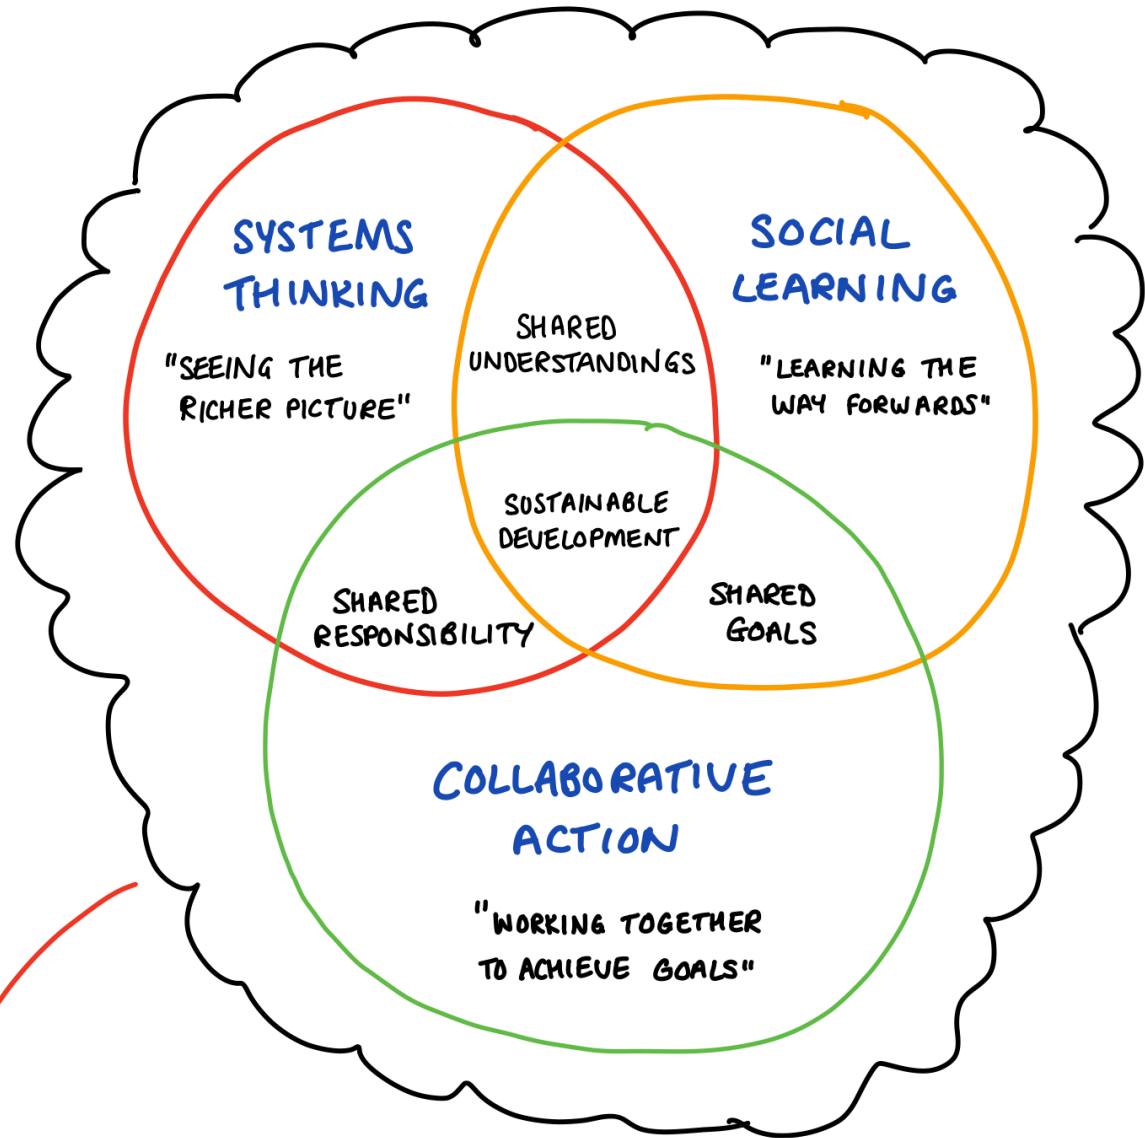 SYSTEMS
THINKING
"SEEING THE
RICHER PICTURE"
SOCIAL
LEARNING
"LEARNING THE
WAY FORWARDS"
SHARED
UNDERSTANDINGS
SUSTAINABLE
DEVELOPMENT
SHARED
RESPONSIBILITY
SHARED
GOALS
COLLABORATIVE
ACTION
"WORKING TOGETHER
TO ACHIEVE GOALS"